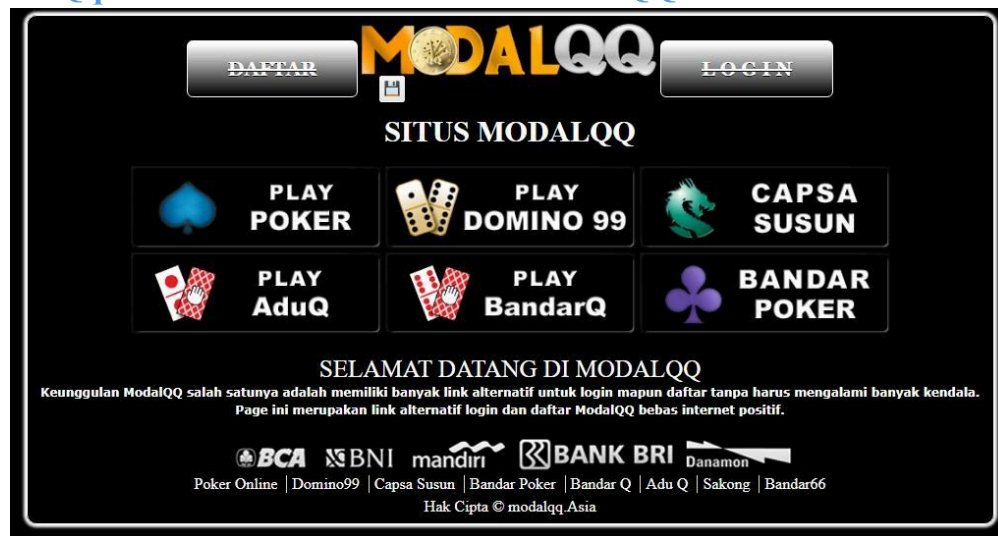 DAFTAR
MODALQQ
LOGIN
SITUS MODALQQ
PLAY
POKER
PLAY
DOMINO 99
CAPSA
SUSUN
PLAY
AduQ
PLAY
BandarQ
BANDAR
POKER
SELAMAT DATANG DI MODALQQ
Keunggulan ModalQQ salah satunya adalah memiliki banyak link alternatif untuk login mapun daftar tanpa harus mengalami banyak kendala.
Page ini merupakan link alternatif login dan daftar ModalQQ bebas internet positif.
BCA BNI mandiri BANK BRI Danamon
Poker Online | Domino99 | Capsa Susun | Bandar Poker | Bandar Q | Adu Q | Sakong | Bandar66
Hak Cipta © modalqq.Asia